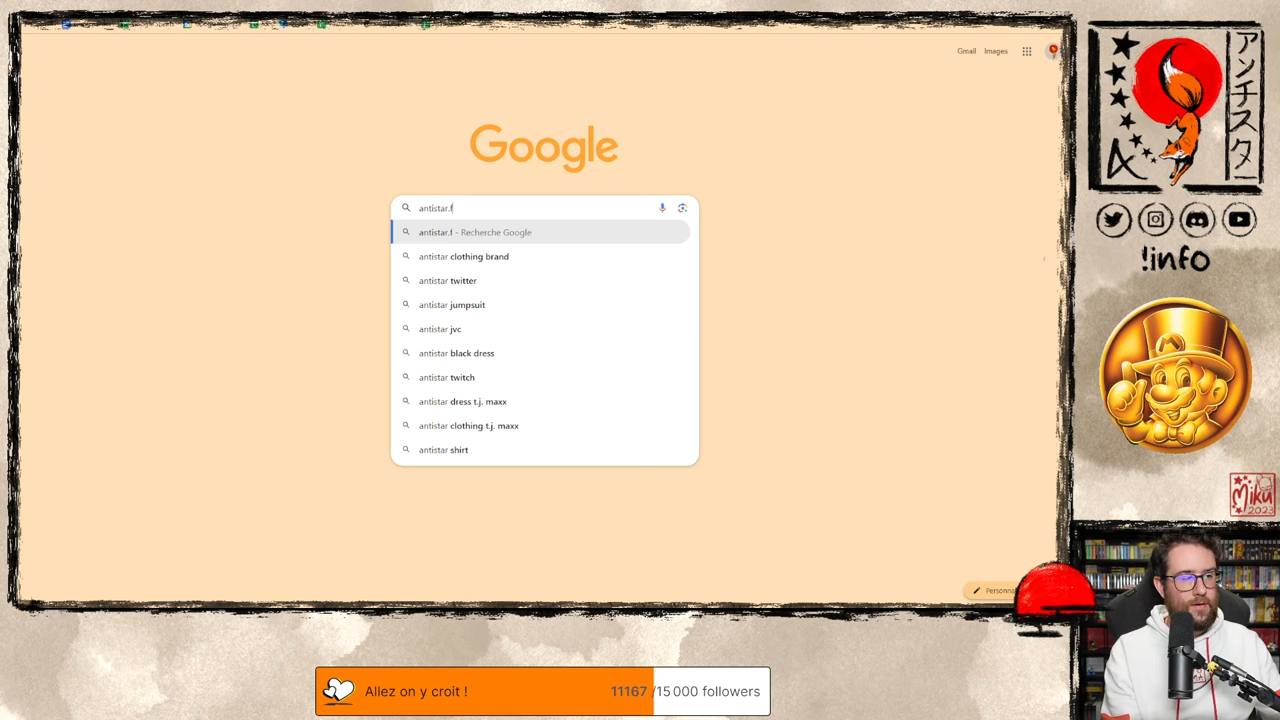 Gmail Images
Google
antistar.f
antistar.f - Recherche Google
antistar clothing brand
antistar twitter
antistar jumpsuit
antistar jvc
antistar black dress
antistar twitch
antistar dress t.j. maxx
antistar clothing t.j. maxx
antistar shirt
アンチスター
A
!info
M
Miku
2023
Allez on y croit ! 11167 /15 000 followers